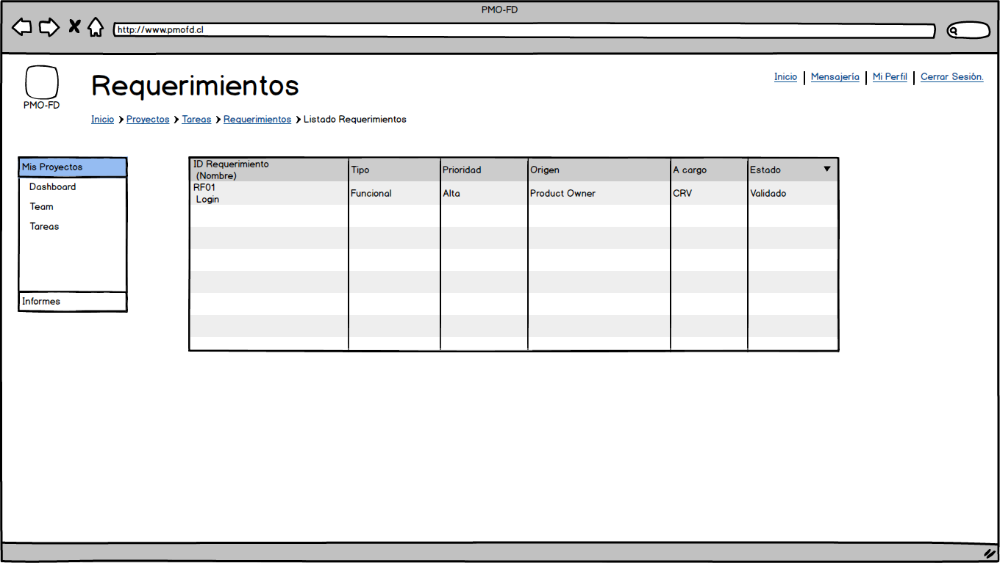 PMO-FD
http://www.pmofd.cl
PMO-FD
Requerimientos
Inicio Mensajería Mi Perfil Cerrar Sesión.
Inicio Proyectos Tareas Requerimientos Listado Requerimientos
Mis Proyectos
Dashboard
Team
Tareas
Informes
ID Requerimiento
(Nombre) Tipo Prioridad Origen A cargo Estado
RF01
Login Funcional Alta Product Owner CRV Validado